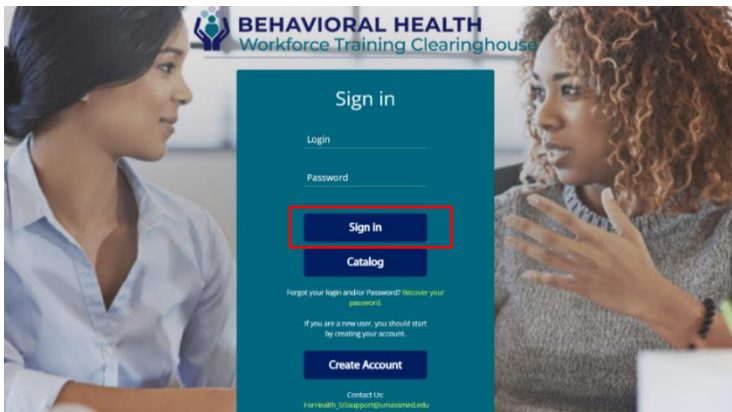 BEHAVIORAL HEALTH
Workforce Training Clearinghouse
Sign in
Login
Password
Sign in
Catalog
Forgot your login and/or Password? Recover your
password.
If you are a new user, you should start
by creating your account.
Create Account
Contact Us:
ForHealth_SISsupport@umassmed.edu